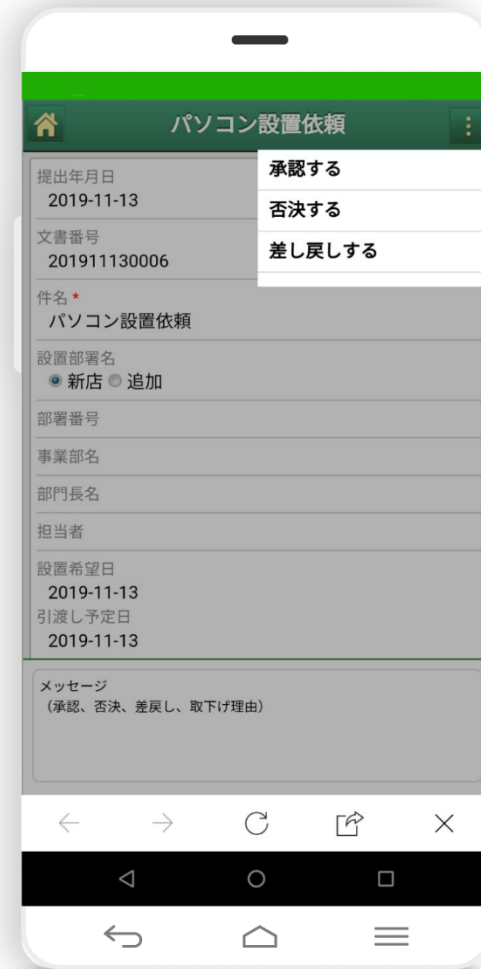 パソコン設置依頼
承認する
否決する
差し戻しする
提出年月日
2019-11-13
文書番号
201911130006
件名 *
パソコン設置依頼
設置部署名
新店 追加
部署番号
事業部名
部門長名
担当者
設置希望日
2019-11-13
引渡し予定日
2019-11-13
メッセージ
（承認、否決、差戻し、取下げ理由）